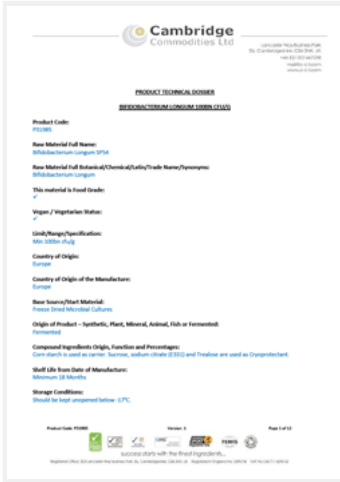 Cambridge
Commodities Ltd
Lancaster Way Business Park
PRODUCT TECHNICAL DOSSIER
BIFIDOBACTERIUM LONGUM 100BN CFU/G
Product Code:
Raw Material Full Name:
Bifidobacterium Longum SP54
Raw Material Full Botanical/Chemical/Latin/Trade Name/Synonyms:
Bifidobacterium Longum
This material is Food Grade:
✓
Vegan / Vegetarian Status:
✓
Limit/Range/Specification:
Min 100bn cfu/g
Country of Origin:
Europe
Country of Origin of the Manufacture:
Europe
Base Source/Start Material:
Freeze Dried Microbial Cultures
Origin of Product – Synthetic, Plant, Mineral, Animal, Fish or Fermented:
Fermented
Compound Ingredients Origin, Function and Percentages:
Corn starch is used as carrier. Sucrose, sodium citrate (E331) and Trealose are used as Cryoprotectant.
Shelf Life from Date of Manufacture:
Minimum 18 Months
Storage Conditions:
Should be kept unopened below -17°C.
Product Code: Version: Page 1 of 12
success starts with the finest ingredients...